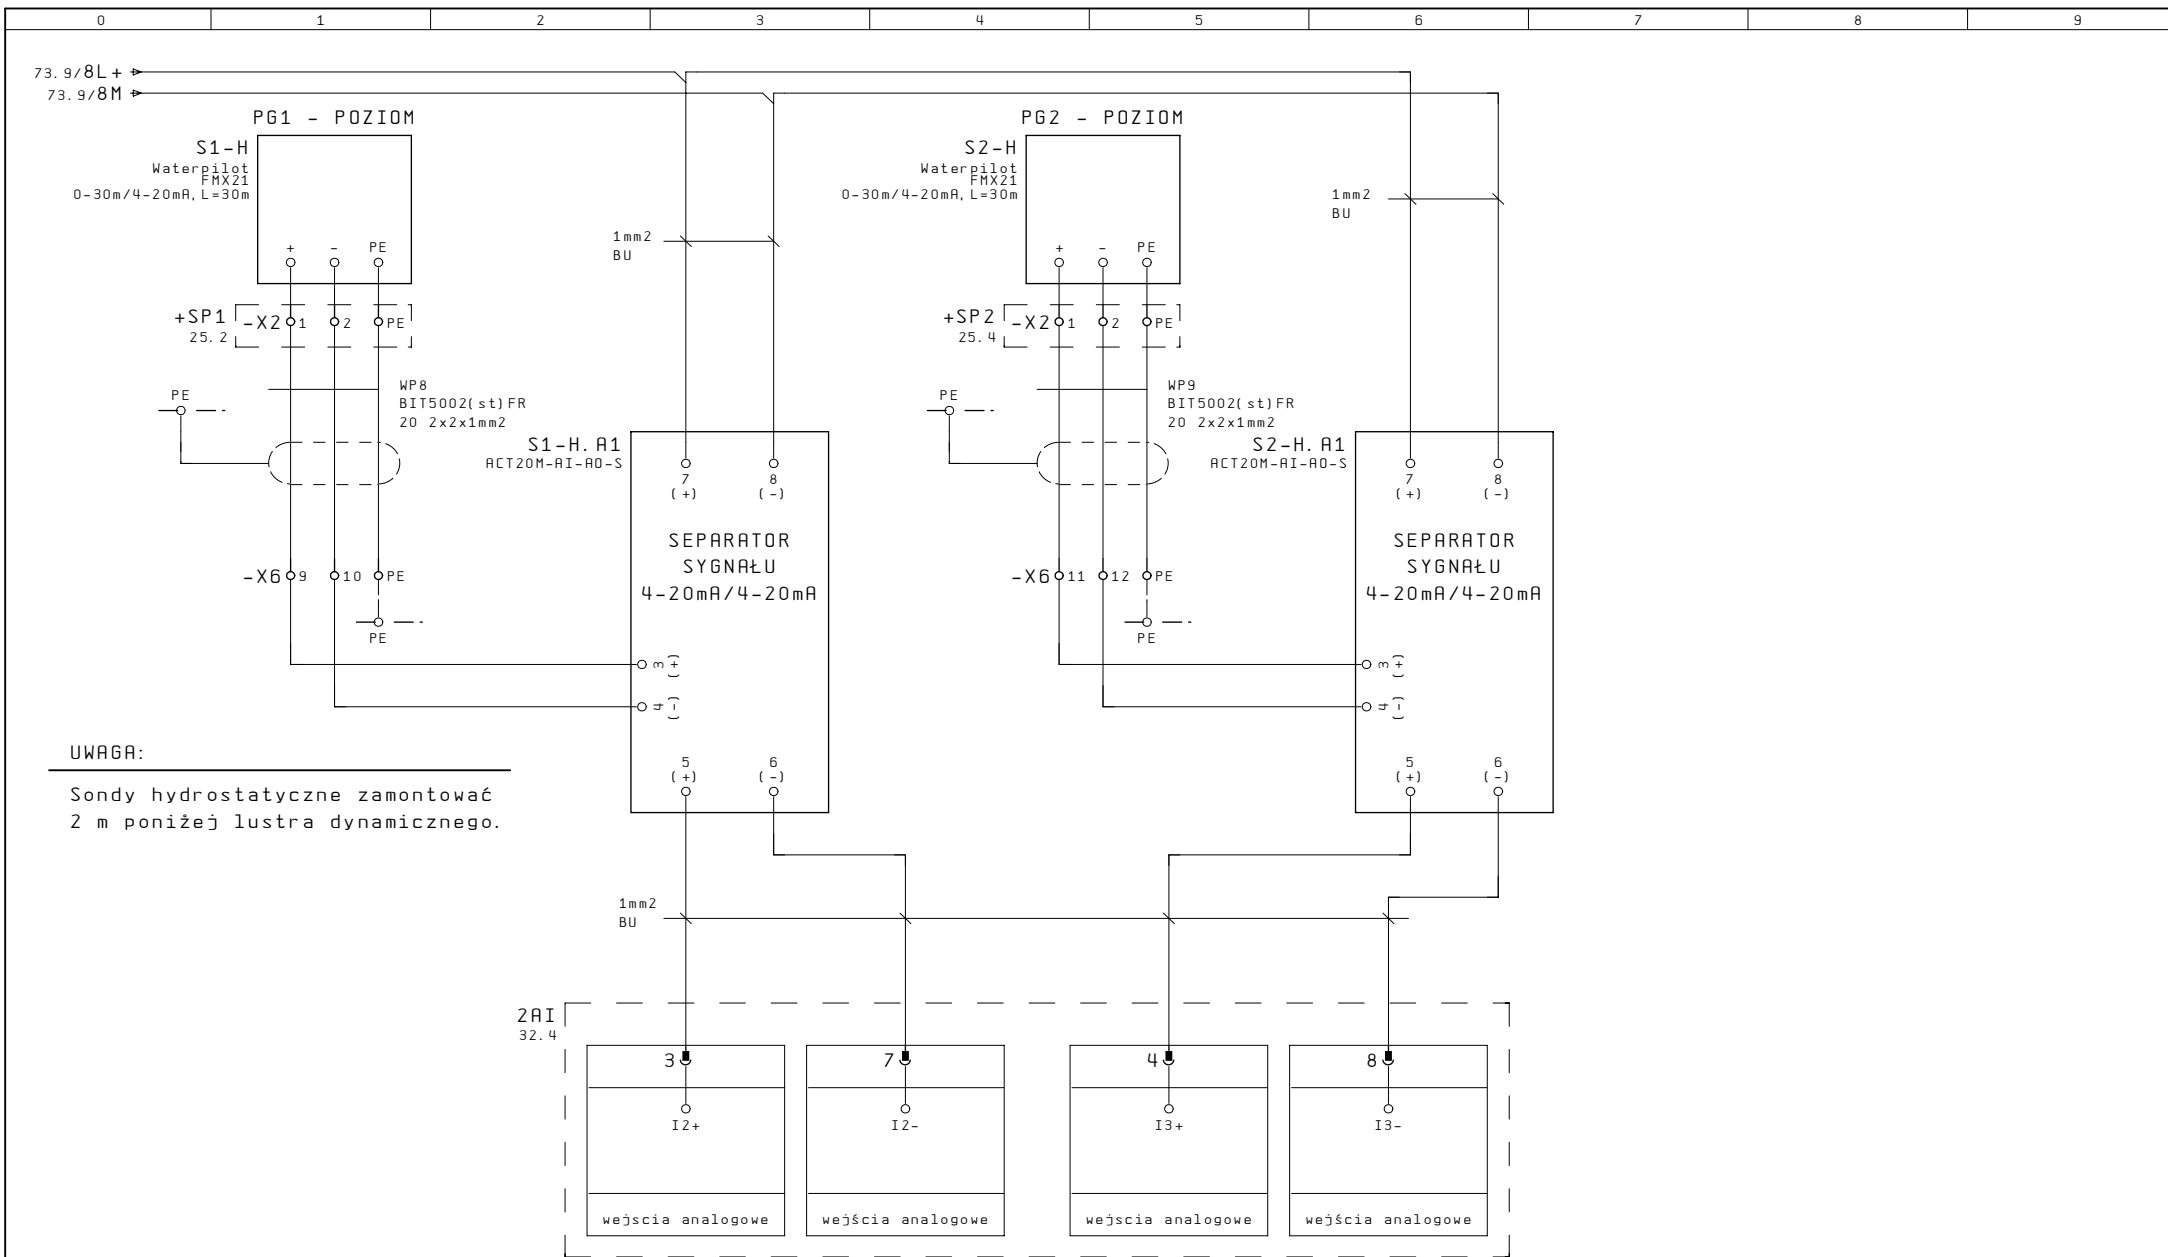 0 1 2 3 4 5 6 7 8 9
73.9/8L+
73.9/8M
PG1 - POZIOM
S1-H
Waterpilot
FMX21
0-30m/4-20mA, L=30m
+ - PE
+SP1
25.2
-X2 1 2 PE
PE
WP8
BIT5002(st)FR
20 2x2x1mm2
-X6 9 10 PE
PE
1mm2
BU
S1-H.A1
ACT20M-AI-AO-S
7 8
(+) (-)
SEPARATOR
SYGNAŁU
4-20mA/4-20mA
3 (+)
4 (-)
5 6
(+) (-)
PG2 - POZIOM
S2-H
Waterpilot
FMX21
0-30m/4-20mA, L=30m
+ - PE
+SP2
25.4
-X2 1 2 PE
PE
WP9
BIT5002(st)FR
20 2x2x1mm2
-X6 11 12 PE
PE
1mm2
BU
S2-H.A1
ACT20M-AI-AO-S
7 8
(+) (-)
SEPARATOR
SYGNAŁU
4-20mA/4-20mA
3 (+)
4 (-)
5 6
(+) (-)
UWAGA:
Sondy hydrostatyczne zamontować
2 m poniżej lustra dynamicznego.
1mm2
BU
2AI
32.4
3 7 4 8
I2+ I2- I3+ I3-
wejscia analogowe wejścia analogowe wejscia analogowe wejścia analogowe